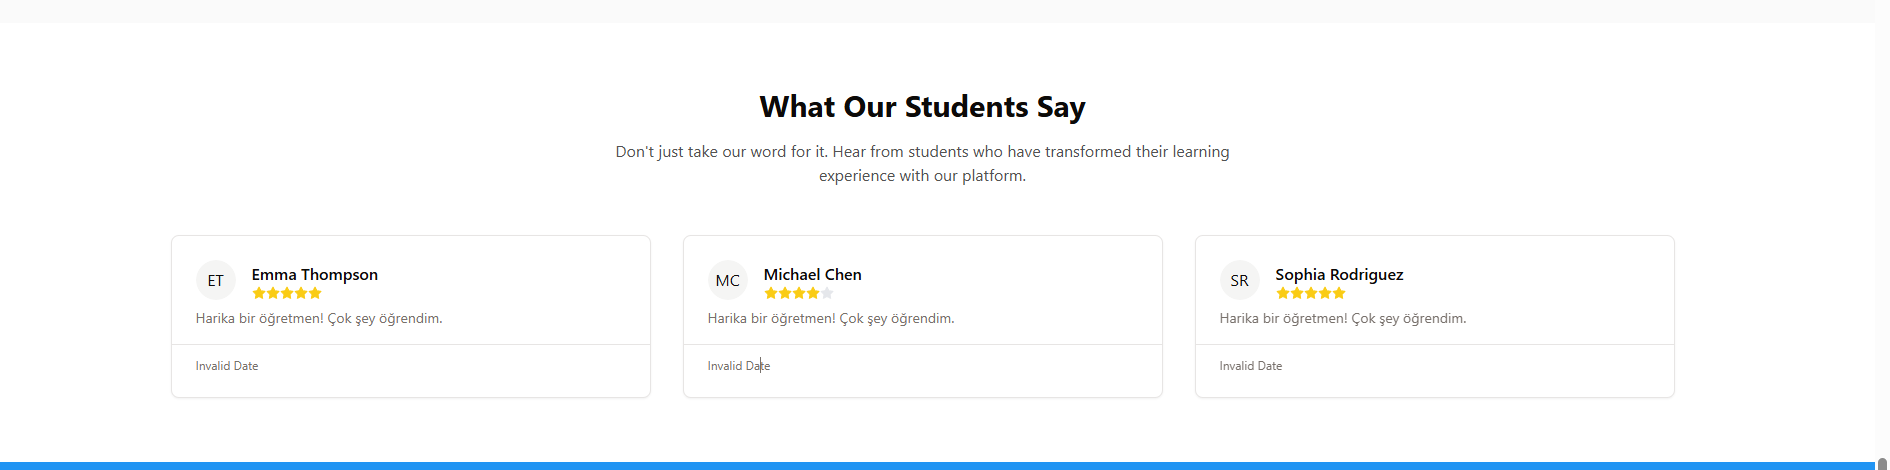 What Our Students Say
Don't just take our word for it. Hear from students who have transformed their learning
experience with our platform.
ET
Emma Thompson
Harika bir öğretmen! Çok şey öğrendim.
Invalid Date
MC
Michael Chen
Harika bir öğretmen! Çok şey öğrendim.
Invalid Date
SR
Sophia Rodriguez
Harika bir öğretmen! Çok şey öğrendim.
Invalid Date